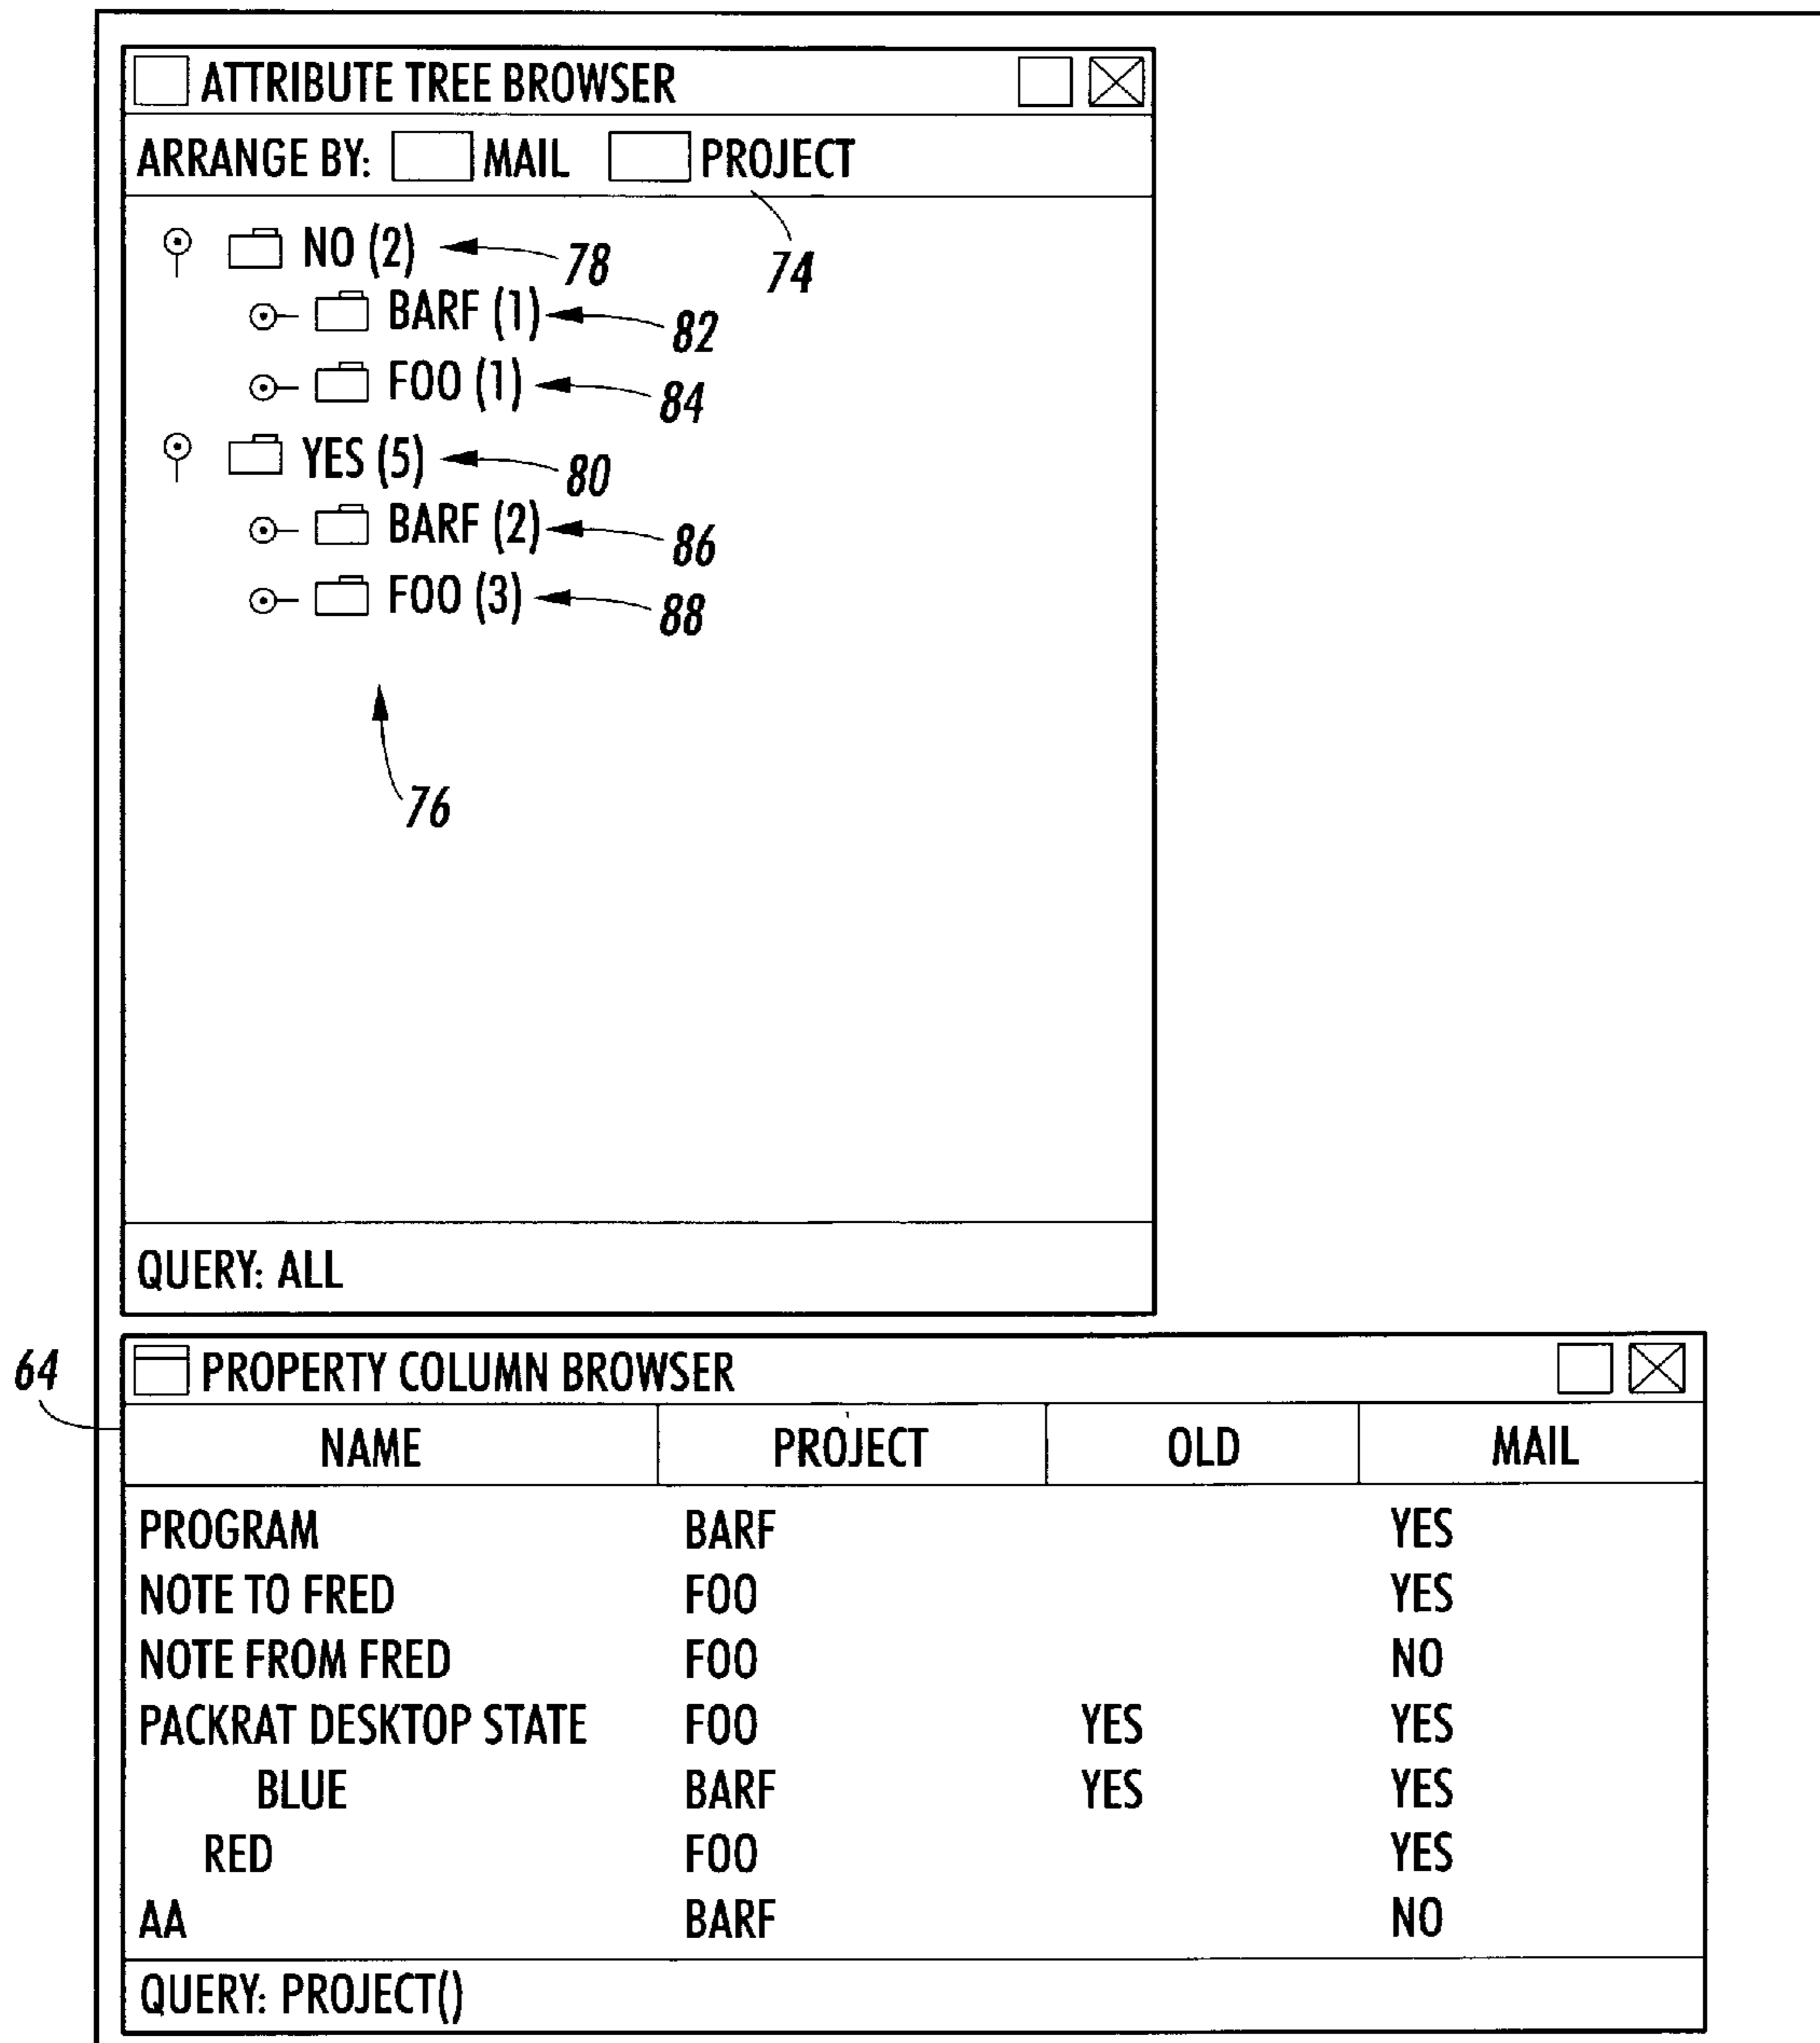 ATTRIBUTE TREE BROWSER
ARRANGE BY: MAIL PROJECT
74
NO (2) 78
BARF (1) 82
FOO (1) 84
YES (5) 80
BARF (2) 86
FOO (3) 88
76
QUERY: ALL
64
PROPERTY COLUMN BROWSER
NAME PROJECT OLD MAIL
PROGRAM BARF YES
NOTE TO FRED FOO YES
NOTE FROM FRED FOO NO
PACKRAT DESKTOP STATE FOO YES YES
BLUE BARF YES YES
RED FOO YES
AA BARF NO
QUERY: PROJECT()